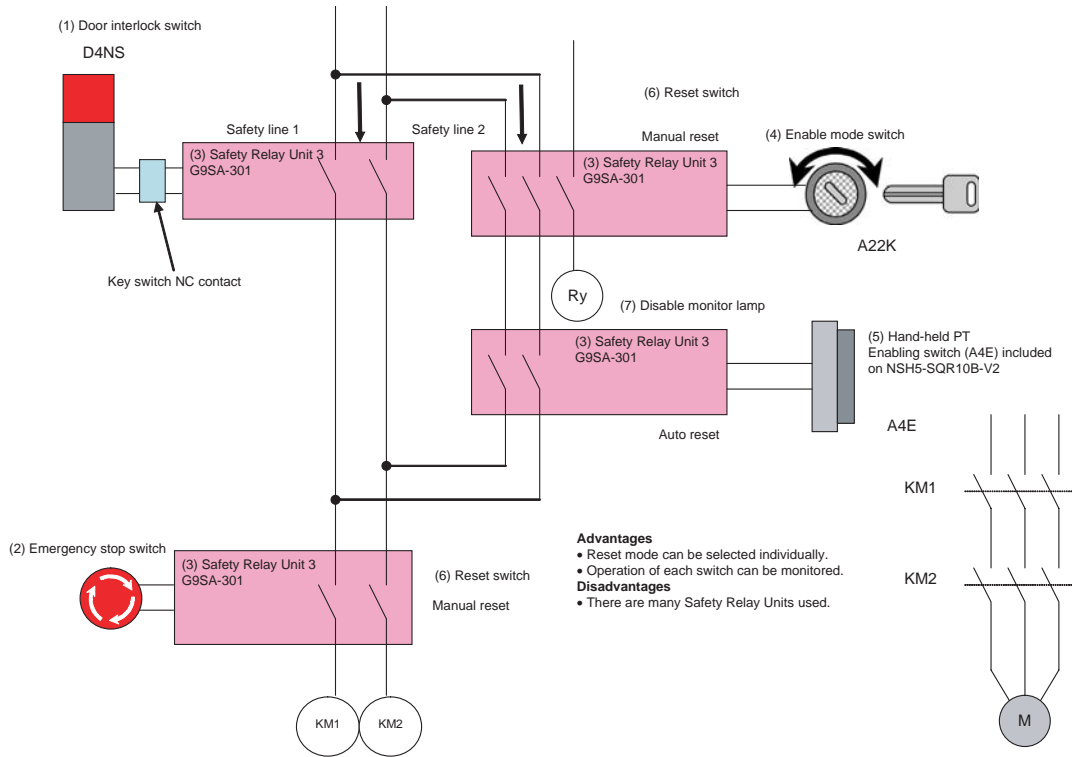 (1) Door interlock switch
D4NS
Safety line 1
Safety line 2
(3) Safety Relay Unit 3
G9SA-301
Key switch NC contact
(6) Reset switch
Manual reset
(3) Safety Relay Unit 3
G9SA-301
(4) Enable mode switch
A22K
Ry
(7) Disable monitor lamp
(3) Safety Relay Unit 3
G9SA-301
Auto reset
(5) Hand-held PT
Enabling switch (A4E) included
on NSH5-SQR10B-V2
A4E
(2) Emergency stop switch
(3) Safety Relay Unit 3
G9SA-301
(6) Reset switch
Manual reset
KM1
KM2
Advantages
• Reset mode can be selected individually.
• Operation of each switch can be monitored.
Disadvantages
• There are many Safety Relay Units used.
KM1
KM2
M